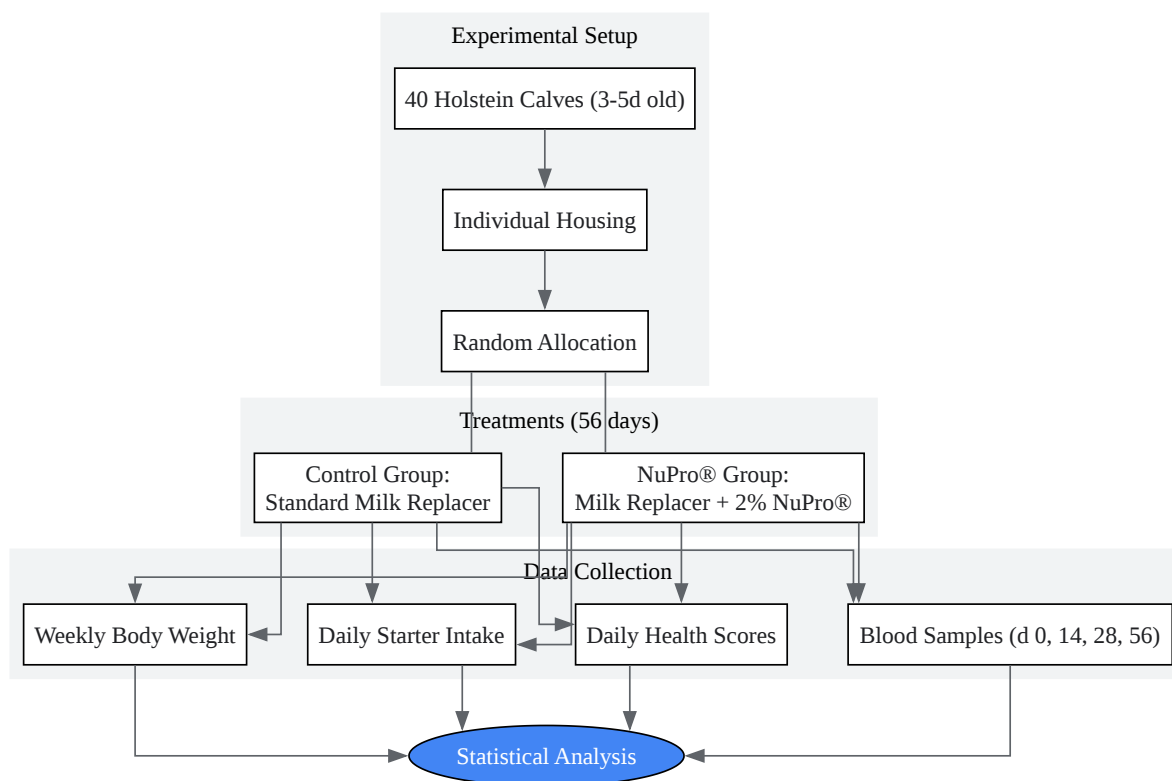 Experimental Setup
40 Holstein Calves (3-5d old)
Individual Housing
Random Allocation
Treatments (56 days)
Control Group:
Standard Milk Replacer
NuPro® Group:
Milk Replacer + 2% NuPro®
Data Collection
Weekly Body Weight
Daily Starter Intake
Daily Health Scores
Blood Samples (d 0, 14, 28, 56)
Statistical Analysis